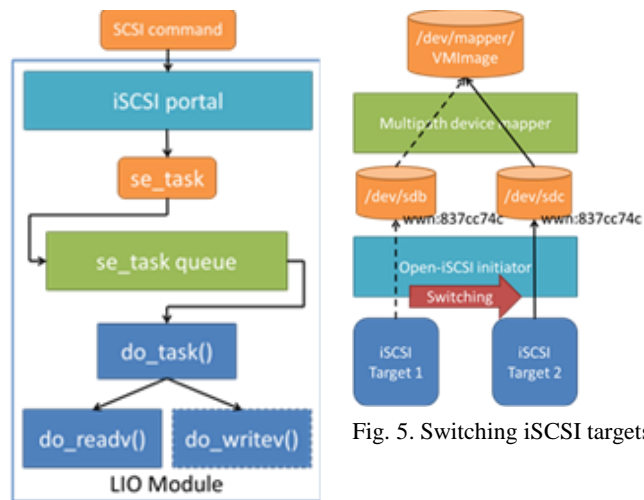 SCSI command
iSCSI portal
se_task
se_task queue
do_task()
do_readv()
do_writev()
LIO Module
/dev/mapper/
VMImage
Multipath device mapper
/dev/sdb
/dev/sdc
wwn:837cc74c
wwn:837cc74c
Open-iSCSI initiator
Switching
iSCSI
Target 1
iSCSI
Target 2
Fig. 5. Switching iSCSI targets